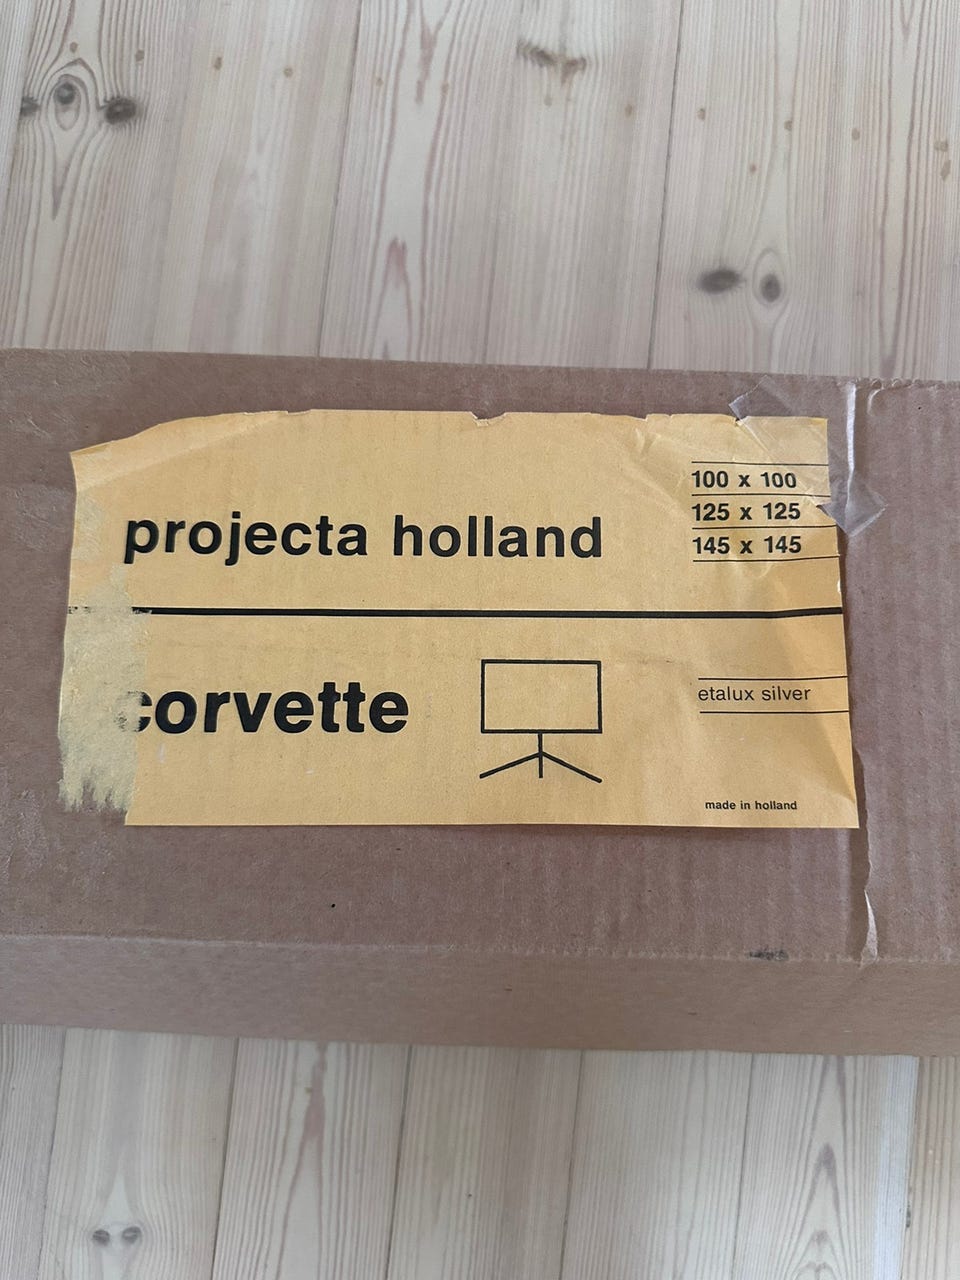 projecta holland
100 x 100
125 x 125
145 x 145
corvette
etalux silver
made in holland